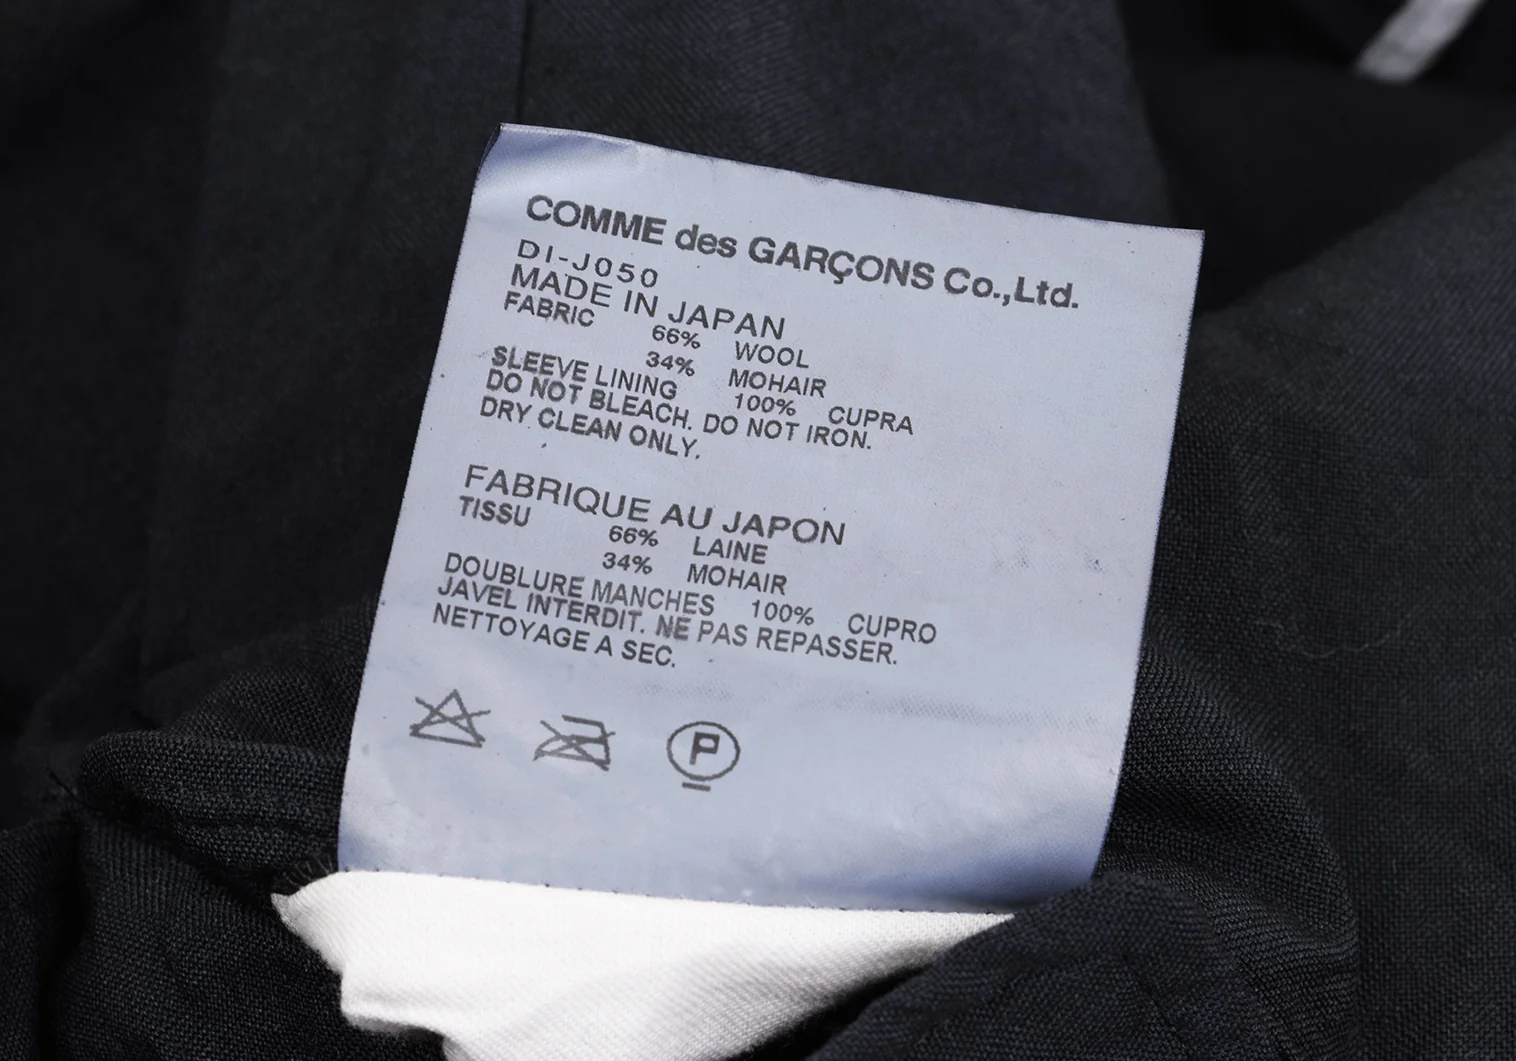 COMME des GARÇONS Co.,Ltd.
DI-J050
MADE IN JAPAN
FABRIC 66% WOOL
34% MOHAIR
SLEEVE LINING 100% CUPRA
DO NOT BLEACH. DO NOT IRON.
DRY CLEAN ONLY.
FABRIQUE AU JAPON
TISSU 66% LAINE
34% MOHAIR
DOUBLURE MANCHES 100% CUPRO
JAVEL INTERDIT. NE PAS REPASSER.
NETTOYAGE A SEC.
P